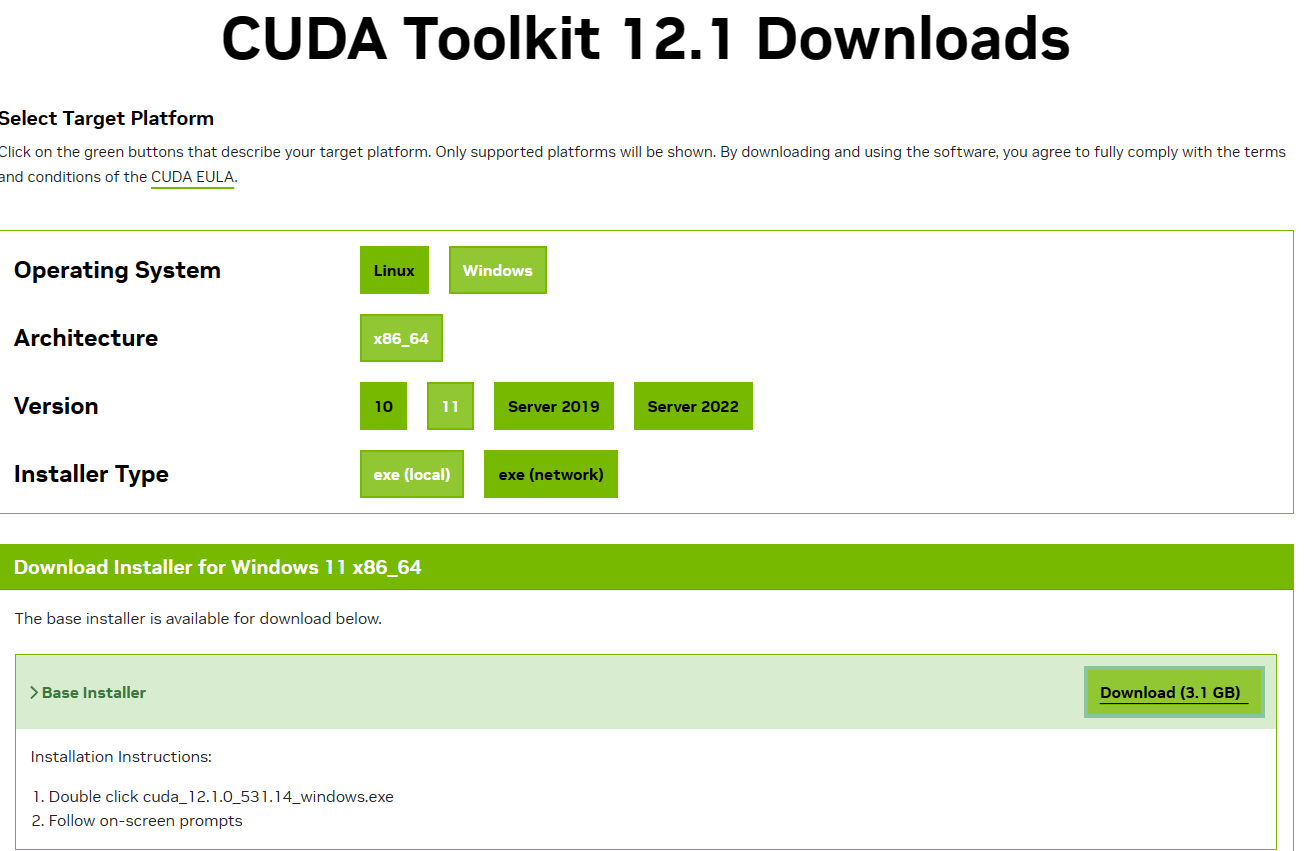 CUDA Toolkit 12.1 Downloads
Select Target Platform
Click on the green buttons that describe your target platform. Only supported platforms will be shown. By downloading and using the software, you agree to fully comply with the terms
and conditions of the CUDA EULA.
Operating System Linux Windows
Architecture x86_64
Version 10 11 Server 2019 Server 2022
Installer Type exe (local) exe (network)
Download Installer for Windows 11 x86_64
The base installer is available for download below.
Base Installer Download (3.1 GB)
Installation Instructions:
1. Double click cuda_12.1.0_531.14_windows.exe
2. Follow on-screen prompts